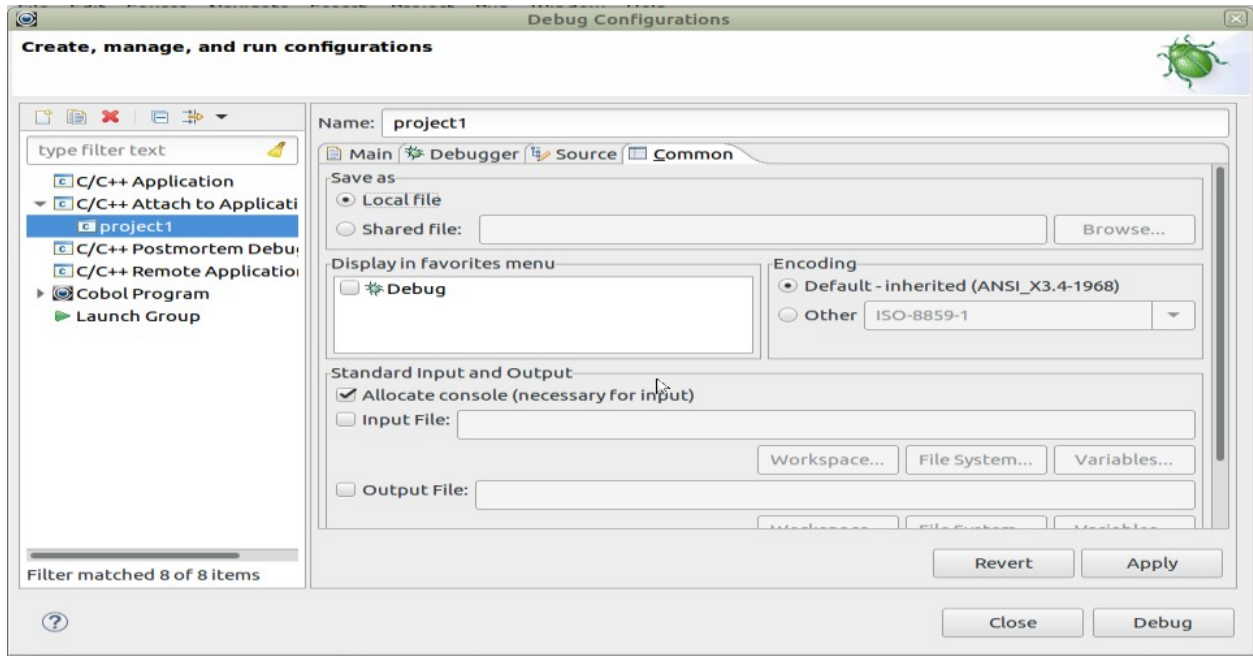 Debug Configurations
Create, manage, and run configurations
Name: project1
type filter text
Main Debugger Source Common
C/C++ Application
C/C++ Attach to Applicati
project1
C/C++ Postmortem Debu
C/C++ Remote Applicatio
Cobol Program
Launch Group
Filter matched 8 of 8 items
Save as
Local file
Shared file: Browse...
Display in favorites menu
Debug
Encoding
Default - inherited (ANSI_X3.4-1968)
Other ISO-8859-1
Standard Input and Output
Allocate console (necessary for input)
Input File:
Workspace... File System... Variables...
Output File:
Workspace... File System... Variables...
Revert Apply
Close Debug